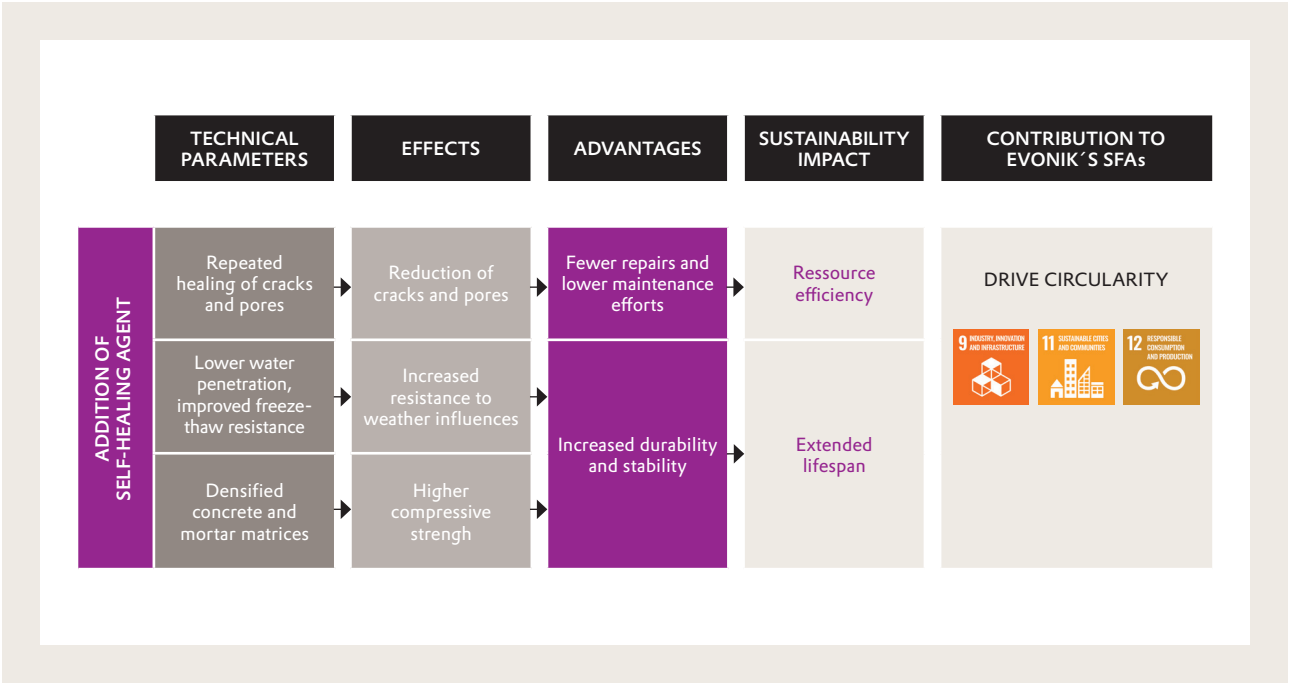 TECHNICAL
PARAMETERS
EFFECTS
ADVANTAGES
SUSTAINABILITY
IMPACT
CONTRIBUTION TO
EVONIK´S SFAs
ADDITION OF
SELF-HEALING AGENT
Repeated
healing of cracks
and pores
Reduction of
cracks and pores
Fewer repairs and
lower maintenance
efforts
Ressource
efficiency
DRIVE CIRCULARITY
9 INDUSTRY, INNOVATION
AND INFRASTRUCTURE
11 SUSTAINABLE CITIES
AND COMMUNITIES
12 RESPONSIBLE
CONSUMPTION
AND PRODUCTION
Lower water
penetration,
improved freeze-
thaw resistance
Increased
resistance to
weather influences
Increased durability
and stability
Extended
lifespan
Densified
concrete and
mortar matrices
Higher
compressive
strengh